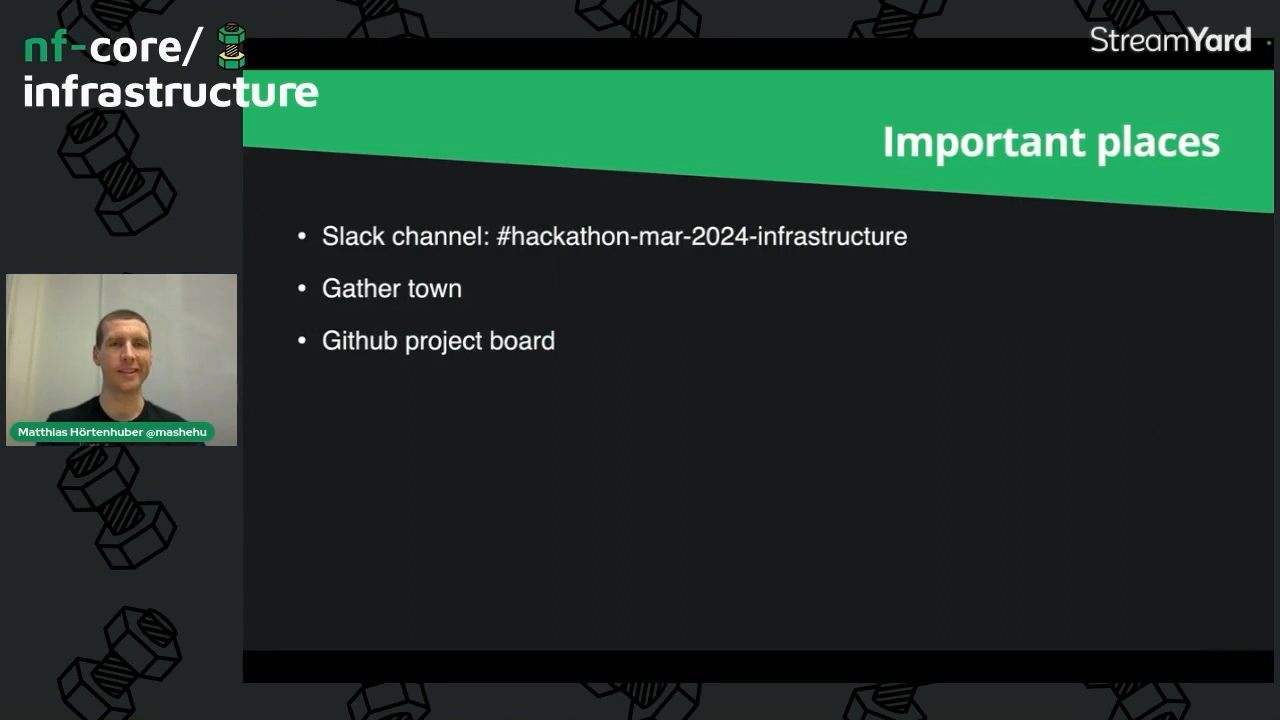 nf-core/
infrastructure
StreamYard
Important places
• Slack channel: #hackathon-mar-2024-infrastructure
• Gather town
• Github project board
Matthias Hörtenhuber @mashehu